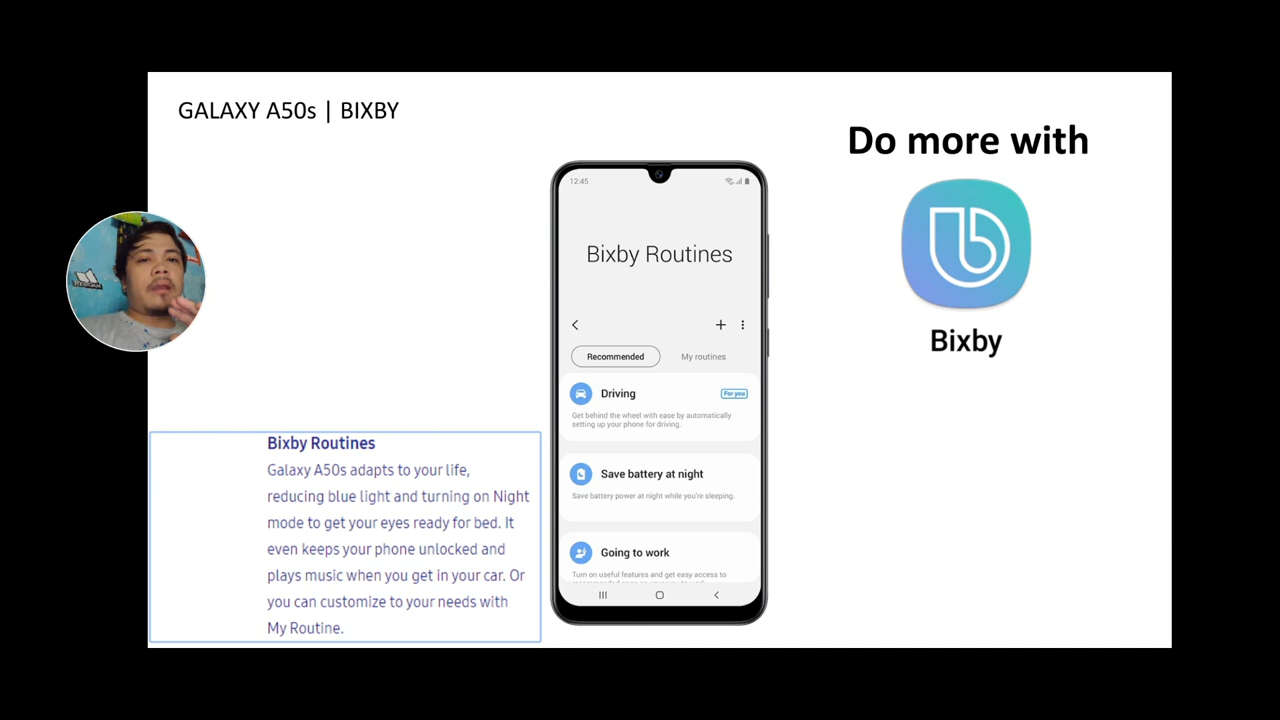 GALAXY A50s | BIXBY
Do more with
Bixby
12:45
Bixby Routines
Recommended
My routines
Driving
For you
Get behind the wheel with ease by automatically
setting up your phone for driving.
Save battery at night
Save battery power at night while you're sleeping.
Going to work
Turn on useful features and get easy access to
Bixby Routines
Galaxy A50s adapts to your life,
reducing blue light and turning on Night
mode to get your eyes ready for bed. It
even keeps your phone unlocked and
plays music when you get in your car. Or
you can customize to your needs with
My Routine.